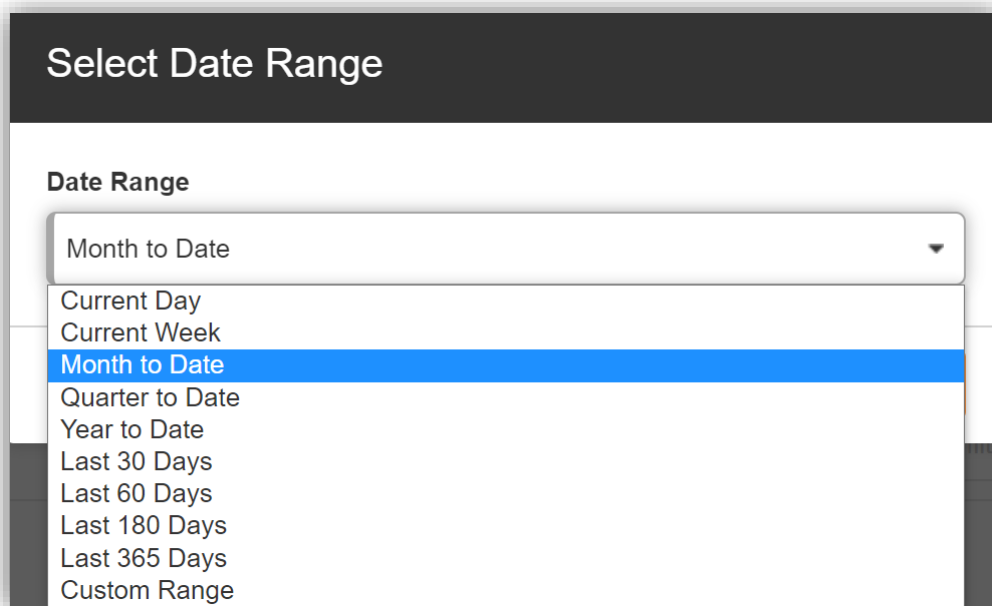 Select Date Range
Date Range
Month to Date
Current Day
Current Week
Month to Date
Quarter to Date
Year to Date
Last 30 Days
Last 60 Days
Last 180 Days
Last 365 Days
Custom Range